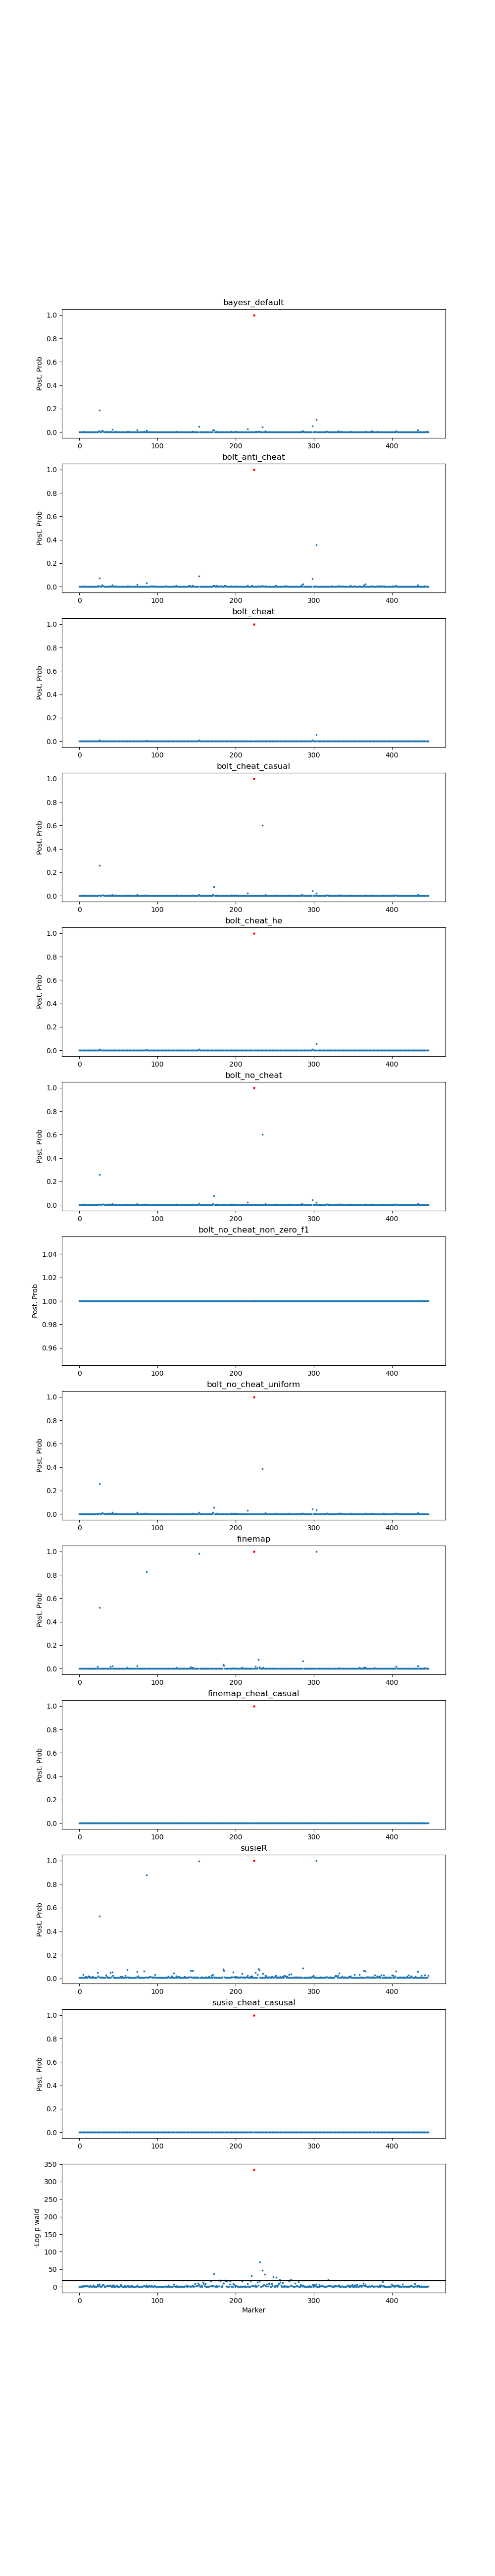 bayesr_default
1.0
0.8
0.6
0.4
0.2
0.0
Post. Prob
0 100 200 300 400
bolt_anti_cheat
1.0
0.8
0.6
0.4
0.2
0.0
Post. Prob
0 100 200 300 400
bolt_cheat
1.0
0.8
0.6
0.4
0.2
0.0
Post. Prob
0 100 200 300 400
bolt_cheat_casual
1.0
0.8
0.6
0.4
0.2
0.0
Post. Prob
0 100 200 300 400
bolt_cheat_he
1.0
0.8
0.6
0.4
0.2
0.0
Post. Prob
0 100 200 300 400
bolt_no_cheat
1.0
0.8
0.6
0.4
0.2
0.0
Post. Prob
0 100 200 300 400
bolt_no_cheat_non_zero_f1
1.04
1.02
1.00
0.98
0.96
Post. Prob
0 100 200 300 400
bolt_no_cheat_uniform
1.0
0.8
0.6
0.4
0.2
0.0
Post. Prob
0 100 200 300 400
finemap
1.0
0.8
0.6
0.4
0.2
0.0
Post. Prob
0 100 200 300 400
finemap_cheat_casual
1.0
0.8
0.6
0.4
0.2
0.0
Post. Prob
0 100 200 300 400
susieR
1.0
0.8
0.6
0.4
0.2
0.0
Post. Prob
0 100 200 300 400
susie_cheat_casusal
1.0
0.8
0.6
0.4
0.2
0.0
Post. Prob
0 100 200 300 400
350
300
250
200
150
100
50
0
-Log p wald
0 100 200 300 400
Marker